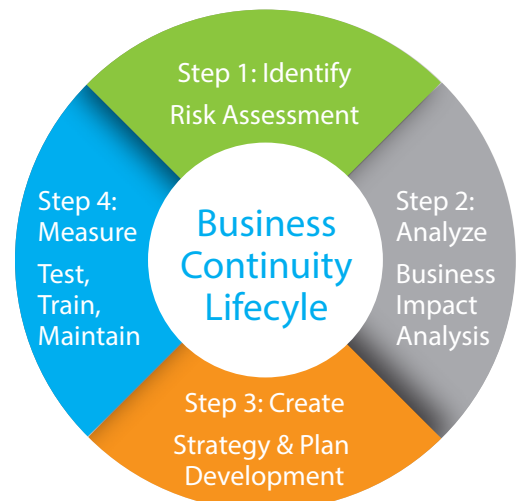 Step 1: Identify
Risk Assessment
Step 2:
Analyze
Business
Impact
Analysis
Step 3: Create
Strategy & Plan
Development
Step 4:
Measure
Test,
Train,
Maintain
Business
Continuity
Lifecyle